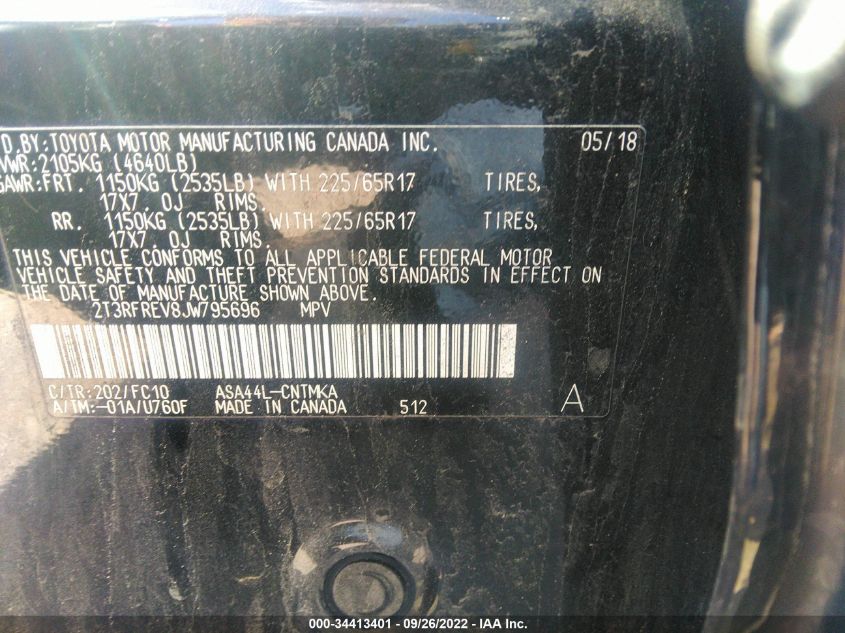 D BY: TOYOTA MOTOR MANUFACTURING CANADA INC. 05/18
VWR: 2105KG (4640LB)
GAWR: FRT. 1150KG (2535LB) WITH 225/65R17 TIRES,
17X7.0J RIMS.
RR. 1150KG (2535LB) WITH 225/65R17 TIRES,
17X7.0J RIMS.
THIS VEHICLE CONFORMS TO ALL APPLICABLE FEDERAL MOTOR
VEHICLE SAFETY AND THEFT PREVENTION STANDARDS IN EFFECT ON
THE DATE OF MANUFACTURE SHOWN ABOVE.
2T3RFREV8JW795696 MPV
C/TR: 202/FC10 ASA44L-CNTMKA
A/TM: -01A/U760F MADE IN CANADA 512 A
000-34413401 - 09/26/2022 - IAA Inc.